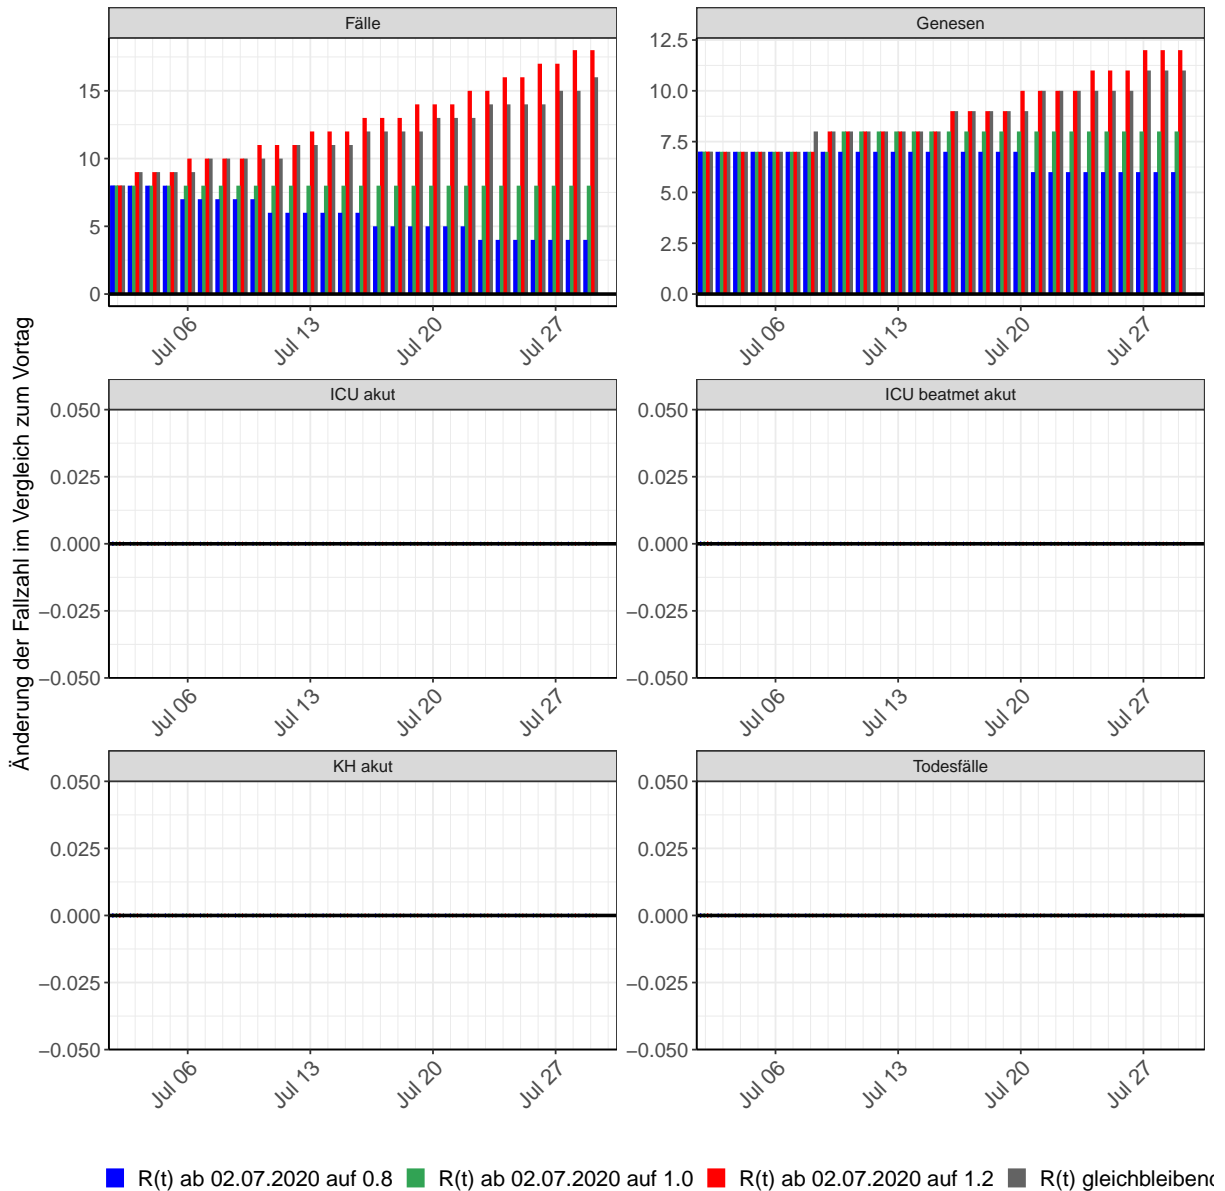 Fälle
Genesen
15
10
5
0
12.5
10.0
7.5
5.0
2.5
0.0
Jul 06
Jul 13
Jul 20
Jul 27
Jul 06
Jul 13
Jul 20
Jul 27
Änderung der Fallzahl im Vergleich zum Vortag
ICU akut
ICU beatmet akut
0.050
0.025
0.000
−0.025
−0.050
0.050
0.025
0.000
−0.025
−0.050
Jul 06
Jul 13
Jul 20
Jul 27
Jul 06
Jul 13
Jul 20
Jul 27
KH akut
Todesfälle
0.050
0.025
0.000
−0.025
−0.050
0.050
0.025
0.000
−0.025
−0.050
Jul 06
Jul 13
Jul 20
Jul 27
Jul 06
Jul 13
Jul 20
Jul 27
R(t) ab 02.07.2020 auf 0.8
R(t) ab 02.07.2020 auf 1.0
R(t) ab 02.07.2020 auf 1.2
R(t) gleichbleibend